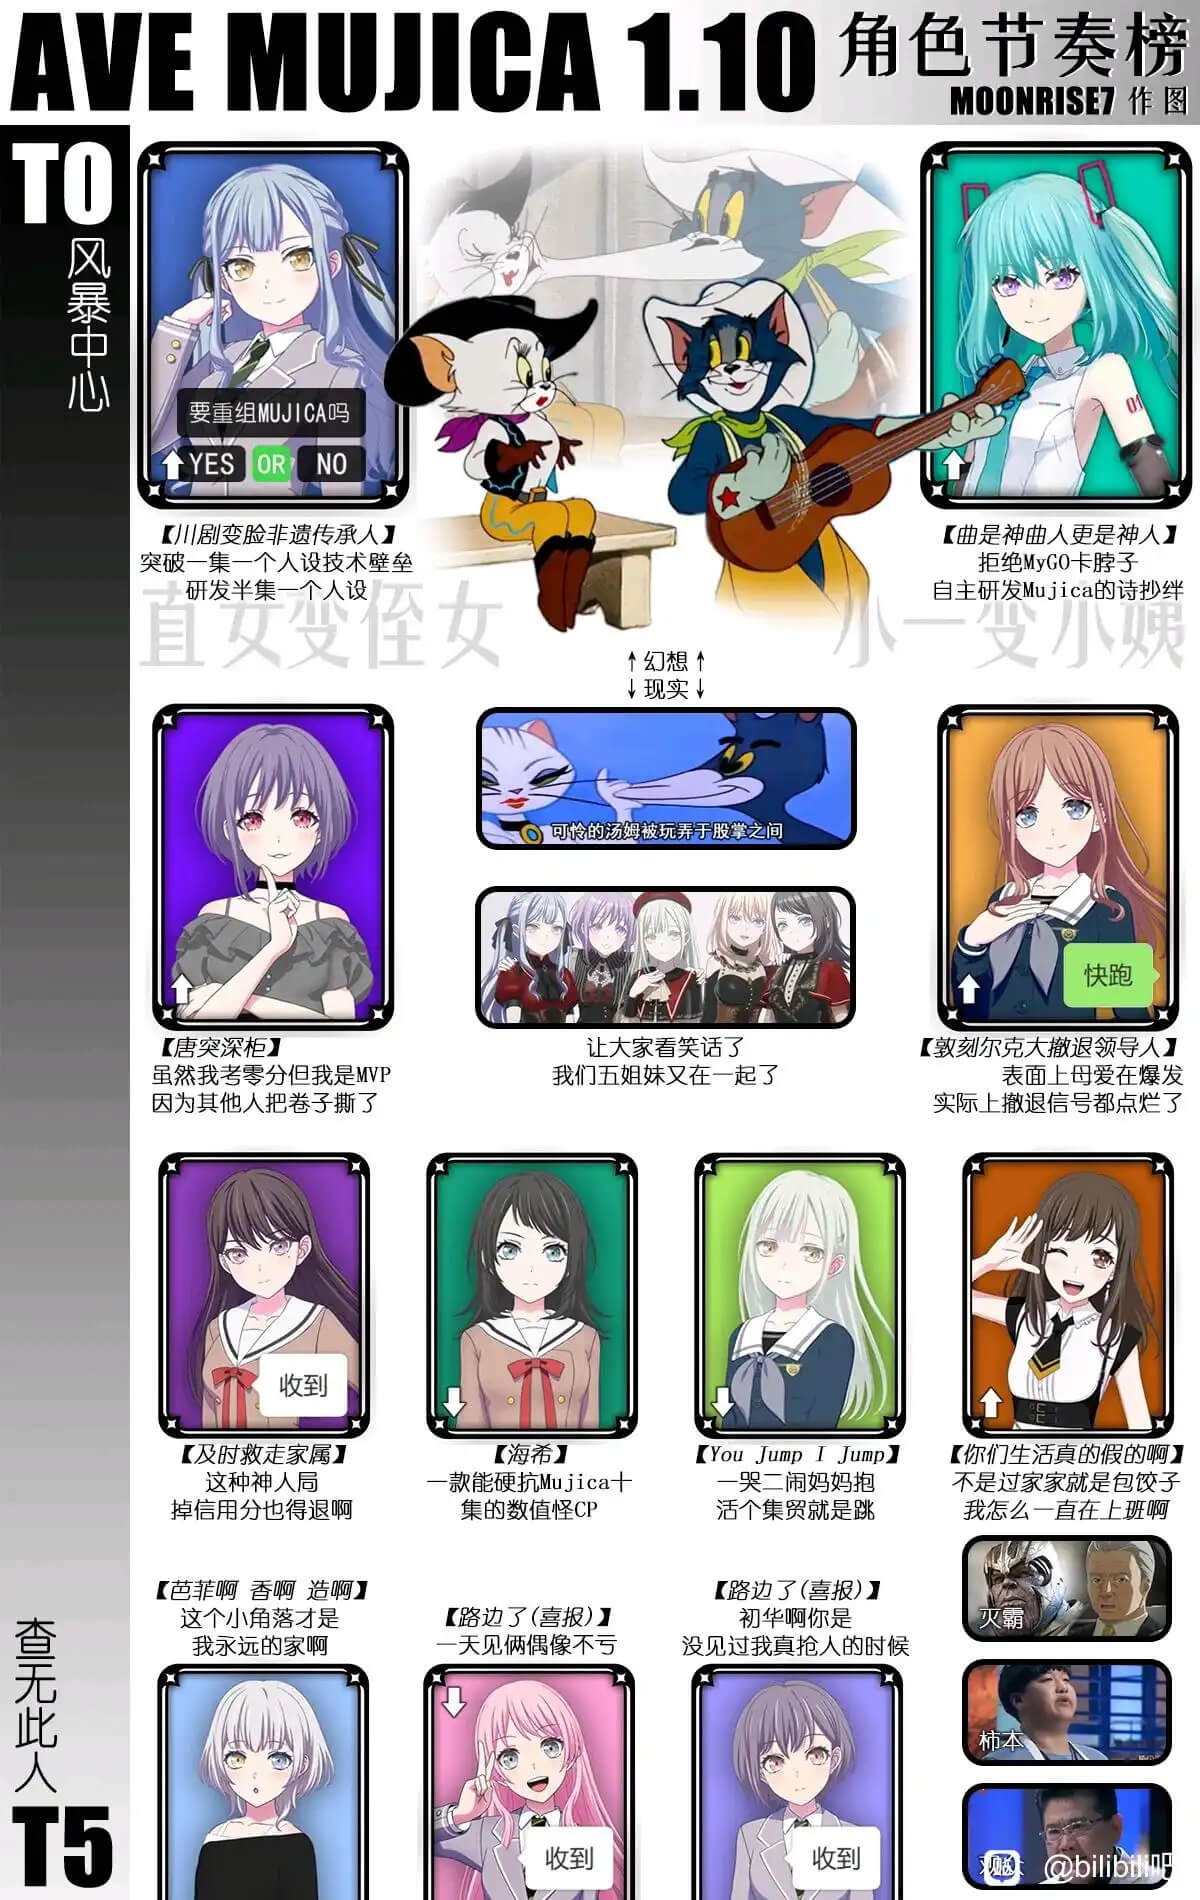 AVE MUJICA 1.10
角色节奏榜
MOONRISE7 作图
T0
风暴中心
要重组MUJICA吗
YES OR NO
01
【川剧变脸非遗传承人】
突破一集一个人设技术壁垒
研发半集一个人设
【曲是神曲人更是神人】
拒绝MyGO卡脖子
自主研发Mujica的诗抄绊
直女变侄女
小一变小姨
↑幻想↑
↓现实↓
可怜的汤姆被玩弄于股掌之间
快跑
【唐突深柜】
虽然我考零分但我是MVP
因为其他人把卷子撕了
让大家看笑话了
我们五姐妹又在一起了
【敦刻尔克大撤退领导人】
表面上母爱在爆发
实际上撤退信号都点烂了
收到
【及时救走家属】
这种神人局
掉信用分也得退啊
【海希】
一款能硬抗Mujica十
集的数值怪CP
【You Jump I Jump】
一哭二闹妈妈抱
活个集贸就是跳
【你们生活真的假的啊】
不是过家家就是包饺子
我怎么一直在上班啊
灭霸
柿本
【芭菲啊 香啊 造啊】
这个小角落才是
我永远的家啊
【路边了(喜报)】
一天见俩偶像不亏
收到
【路边了(喜报)】
初华啊你是
没见过我真抢人的时候
收到
查无此人
T5
@bilibili吧